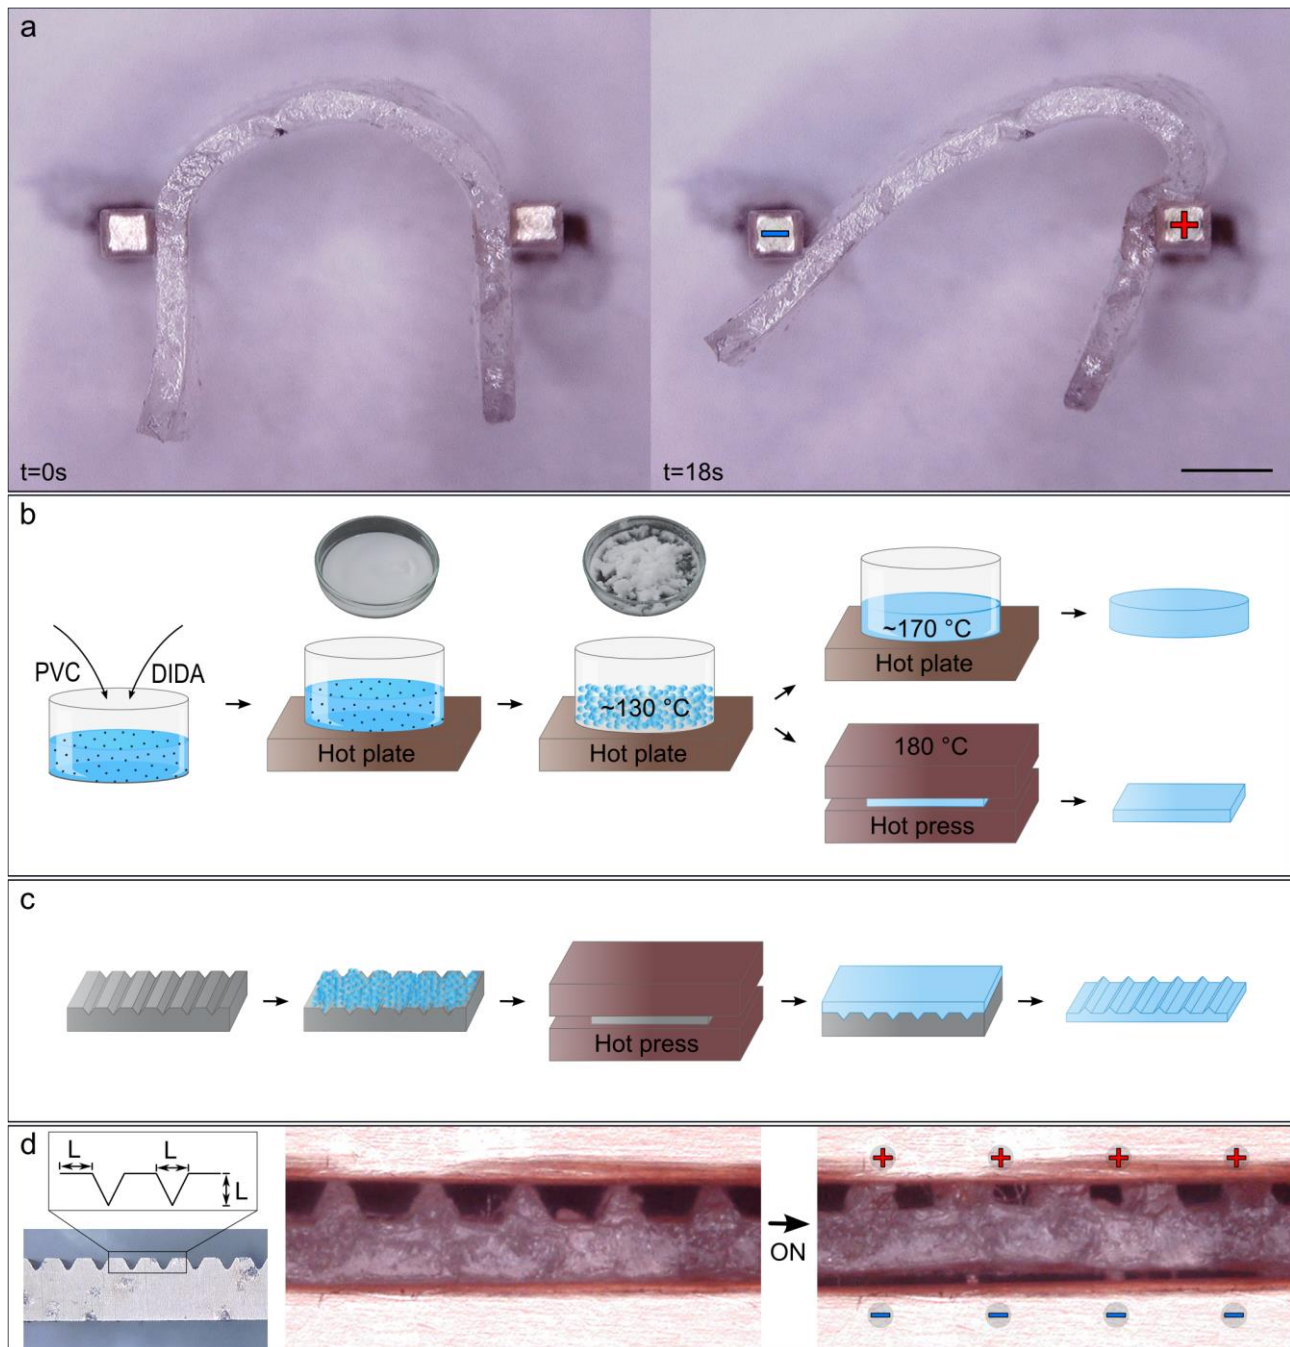 a
t=0s
t=18s
b
PVC
DIDA
Hot plate
~130 °C
Hot plate
~170 °C
Hot plate
180 °C
Hot press
c
Hot press
d
L
L
L
ON